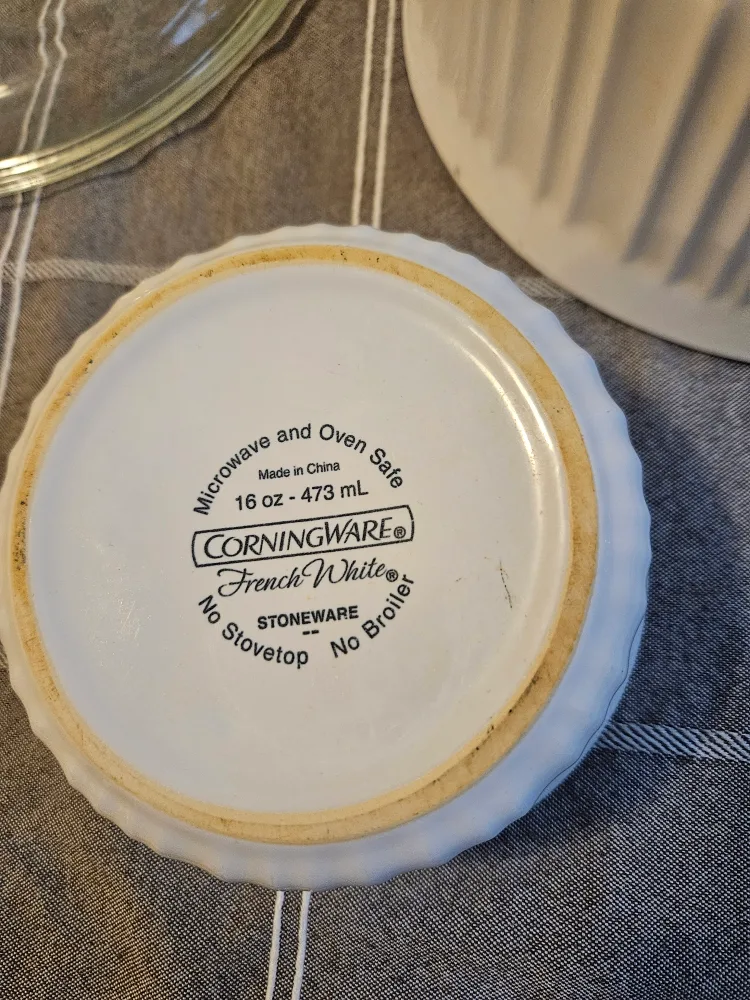 Microwave and Oven Safe
Made in China
16 oz - 473 mL
CORNINGWARE®
French White®
STONEWARE
--
No Stovetop No Broiler